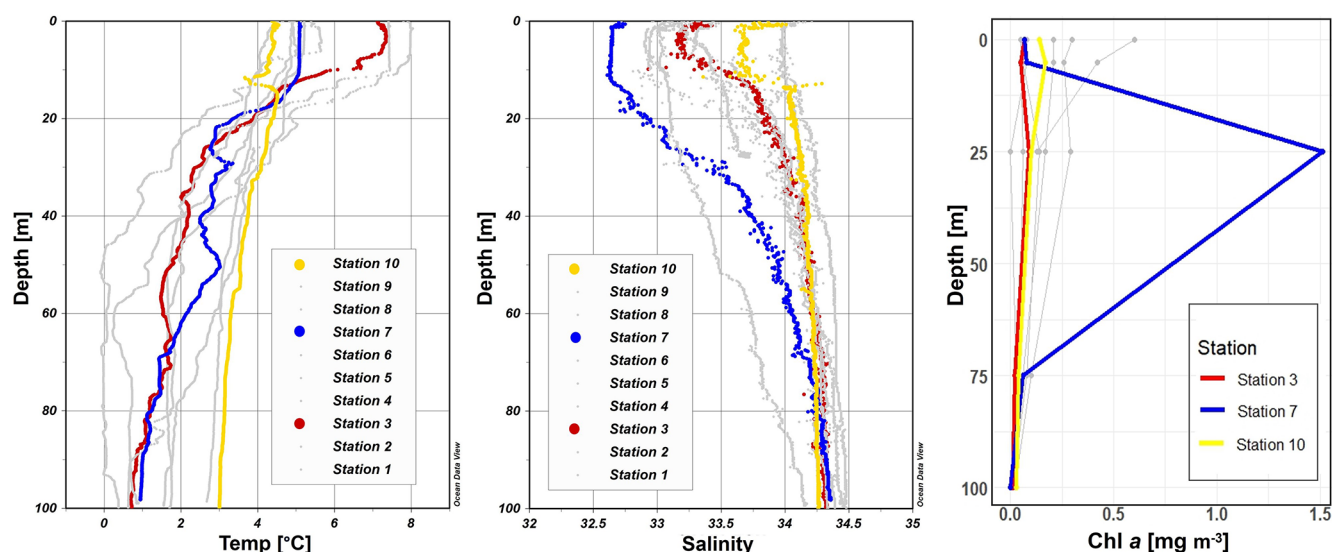 0
20
40
60
80
100
Depth [m]
0
2
4
6
8
Temp [°C]
Station 10
Station 9
Station 8
Station 7
Station 6
Station 5
Station 4
Station 3
Station 2
Station 1
Ocean Data View
0
20
40
60
80
100
Depth [m]
32
32.5
33
33.5
34
34.5
35
Salinity
Station 10
Station 9
Station 8
Station 7
Station 6
Station 5
Station 4
Station 3
Station 2
Station 1
Ocean Data View
0
25
50
75
100
Depth [m]
0.0
0.5
1.0
1.5
Chl a [mg m-3]
Station
Station 3
Station 7
Station 10